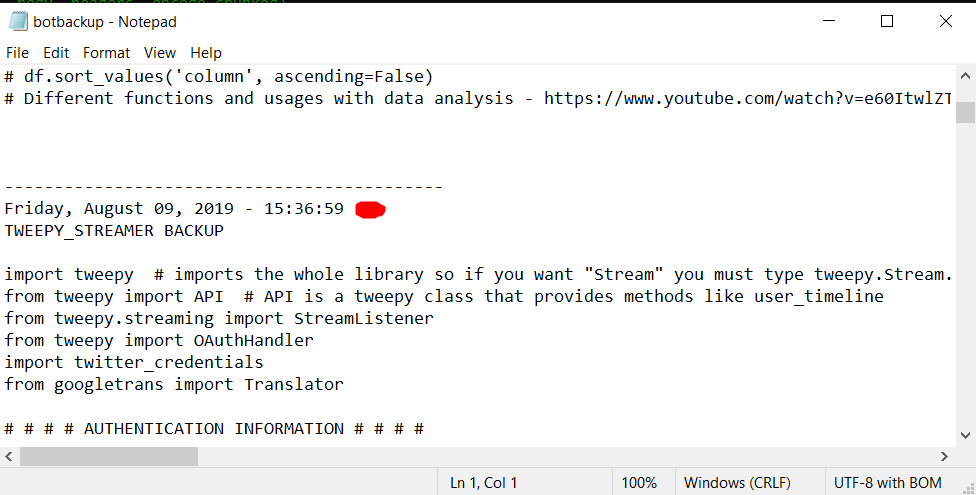 botbackup - Notepad
File Edit Format View Help
# df.sort_values('column', ascending=False)
# Different functions and usages with data analysis - https://www.youtube.com/watch?v=e60ItwlZT
--------------------------------------------
Friday, August 09, 2019 - 15:36:59
TWEEPY_STREAMER BACKUP
import tweepy  # imports the whole library so if you want "Stream" you must type tweepy.Stream.
from tweepy import API  # API is a tweepy class that provides methods like user_timeline
from tweepy.streaming import StreamListener
from tweepy import OAuthHandler
import twitter_credentials
from googletrans import Translator
# # # # AUTHENTICATION INFORMATION # # # #
Ln 1, Col 1 100% Windows (CRLF) UTF-8 with BOM